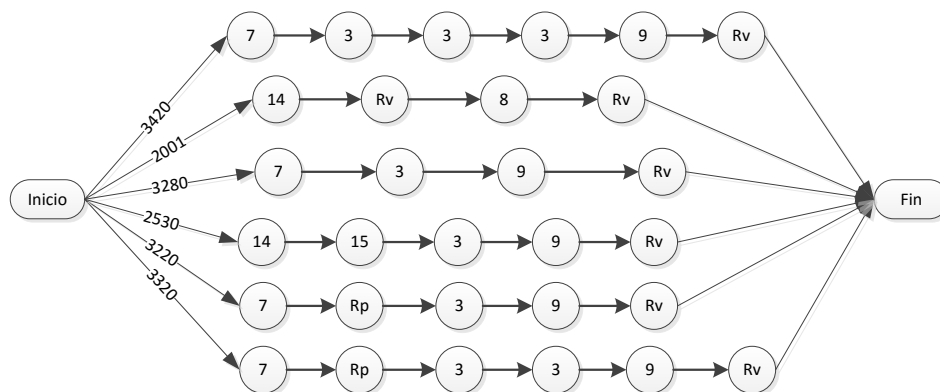 7 3 3 3 9 Rv
3420
14 Rv 8 Rv
2001
7 3 9 Rv
3280
Inicio Fin
2530
14 15 3 9 Rv
3220
7 Rp 3 9 Rv
3320
7 Rp 3 3 9 Rv